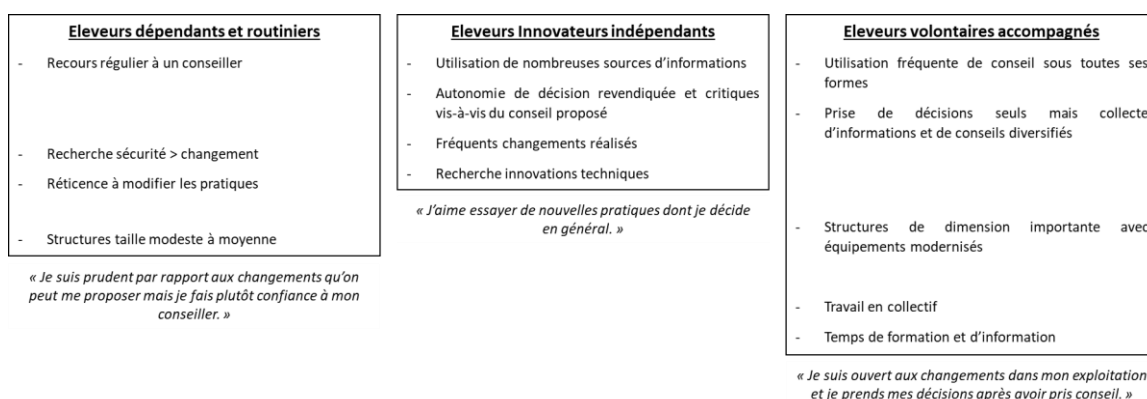 Eleveurs dépendants et routiniers
- Recours régulier à un conseiller
- Recherche sécurité > changement
- Réticence à modifier les pratiques
- Structures taille modeste à moyenne
« Je suis prudent par rapport aux changements qu'on
peut me proposer mais je fais plutôt confiance à mon
conseiller. »
Eleveurs Innovateurs indépendants
- Utilisation de nombreuses sources d'informations
- Autonomie de décision revendiquée et critiques
vis-à-vis du conseil proposé
- Fréquents changements réalisés
- Recherche innovations techniques
« J'aime essayer de nouvelles pratiques dont je décide
en général. »
Eleveurs volontaires accompagnés
- Utilisation fréquente de conseil sous toutes ses
formes
- Prise de décisions seuls mais collecte
d'informations et de conseils diversifiés
- Structures de dimension importante avec
équipements modernisés
- Travail en collectif
- Temps de formation et d'information
« Je suis ouvert aux changements dans mon exploitation
et je prends mes décisions après avoir pris conseil. »